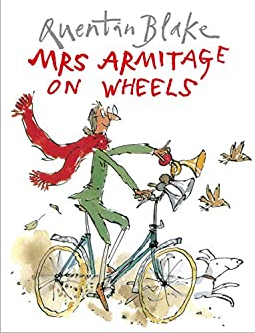 Quentin Blake
MRS ARMITAGE
ON WHEELS